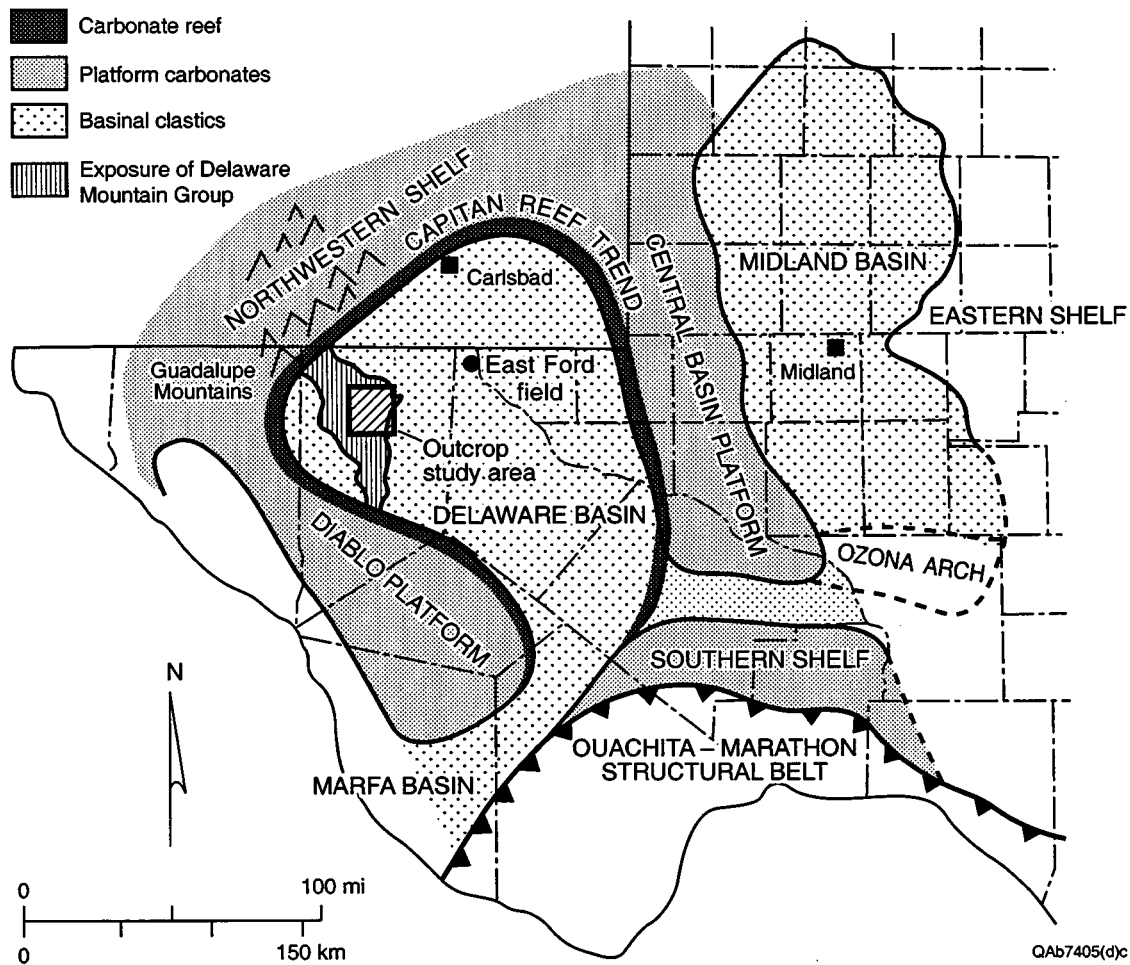 Carbonate reef
Platform carbonates
Basinal clastics
Exposure of Delaware
Mountain Group
NORTHWESTERN SHELF
CAPITAN REEF TREND
Carlsbad
CENTRAL BASIN PLATFORM
MIDLAND BASIN
EASTERN SHELF
Midland
Guadalupe
Mountains
East Ford
field
Outcrop
study area
DELAWARE BASIN
DIABLO PLATFORM
OZONA ARCH
SOUTHERN SHELF
OUACHITA – MARATHON
STRUCTURAL BELT
MARFA BASIN
N
0 100 mi
0 150 km
QAb7405(d)c